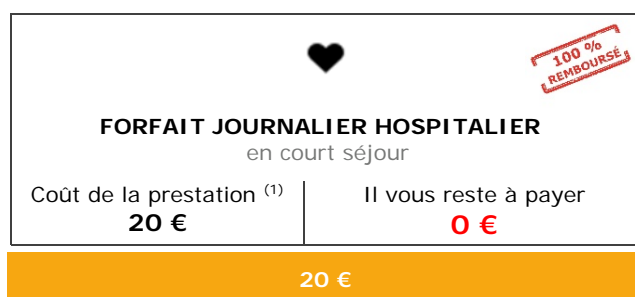 100 %
REMBOURSÉ
FORFAIT JOURNALIER HOSPITALIER
en court séjour
Coût de la prestation (1)
20 €
Il vous reste à payer
0 €
20 €